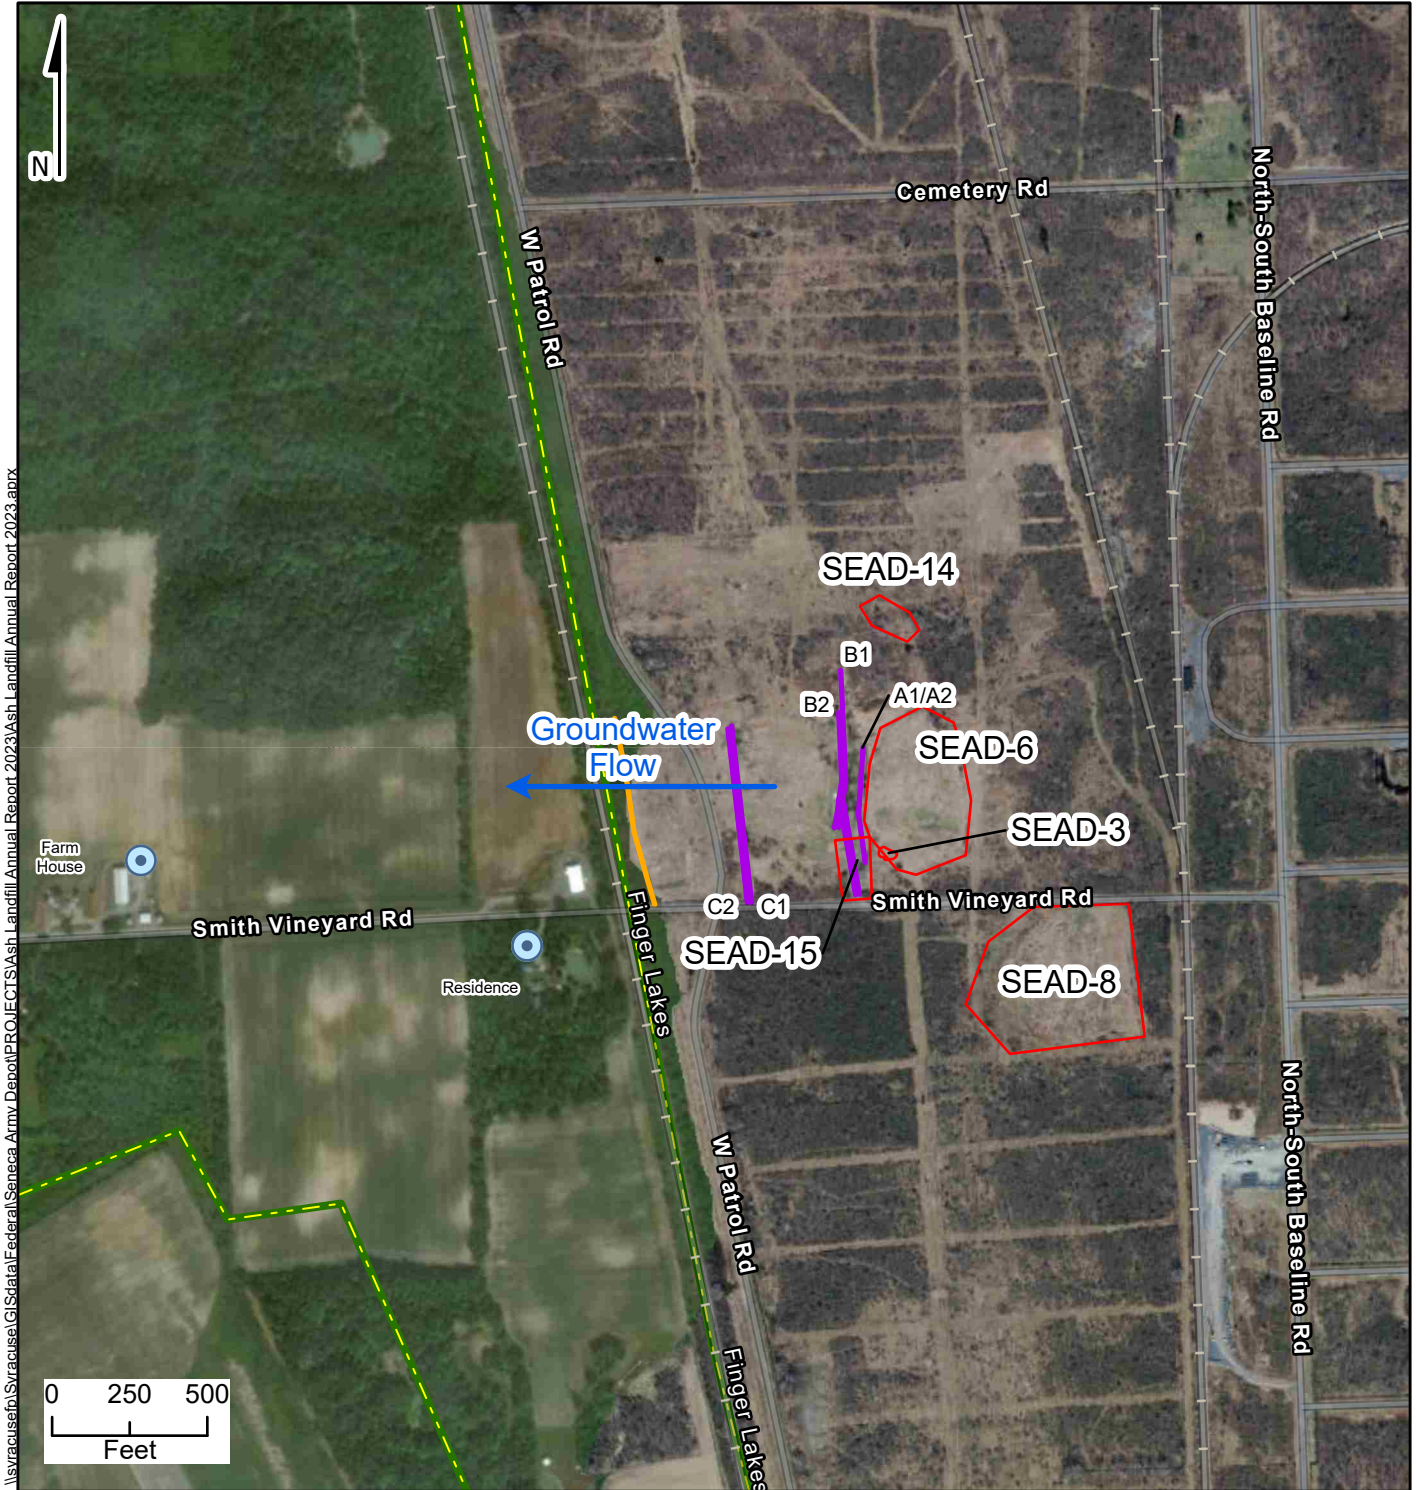 N
Cemetery Rd
North-South Baseline Rd
W Patrol Rd
SEAD-14
B1
B2
A1/A2
SEAD-6
Groundwater
Flow
SEAD-3
Farm
House
Smith Vineyard Rd
C2
C1
Smith Vineyard Rd
Finger Lakes
SEAD-15
Residence
SEAD-8
W Patrol Rd
North-South Baseline Rd
Finger Lakes
0 250 500
Feet
\\syracusefp\Syracuse\GISdata\Federal\Seneca Army Depot\PROJECTS\Ash Landfill Annual Report 2023\Ash Landfill Annual Report 2023.aprx